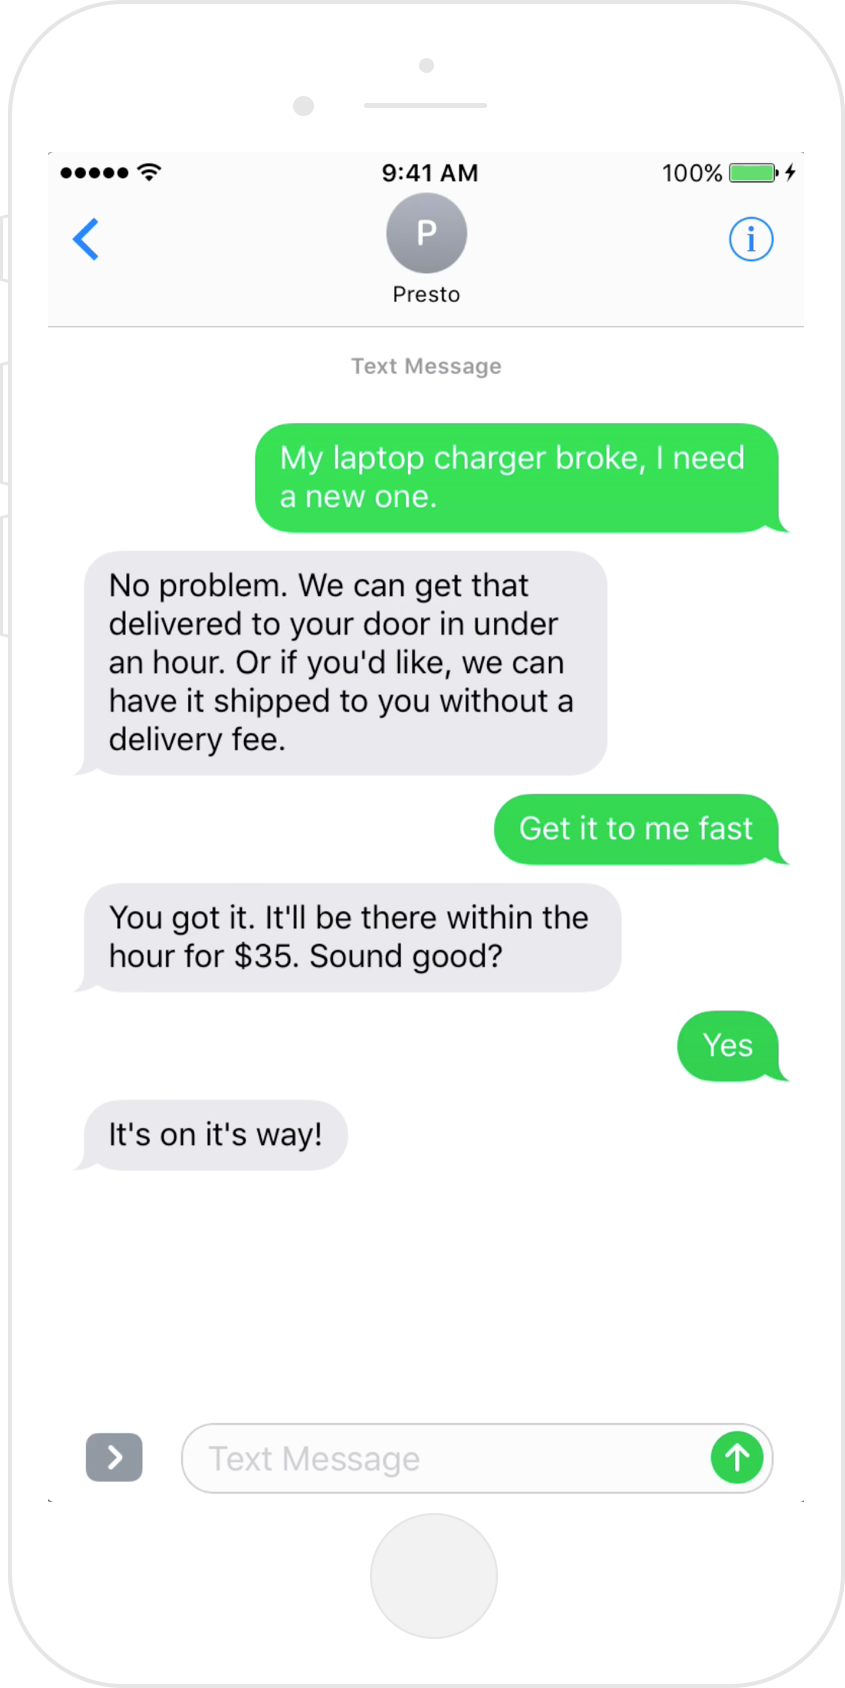 9:41 AM
100%
P
Presto
Text Message
My laptop charger broke, I need
a new one.
No problem. We can get that
delivered to your door in under
an hour. Or if you'd like, we can
have it shipped to you without a
delivery fee.
Get it to me fast
You got it. It'll be there within the
hour for $35. Sound good?
Yes
It's on it's way!
Text Message